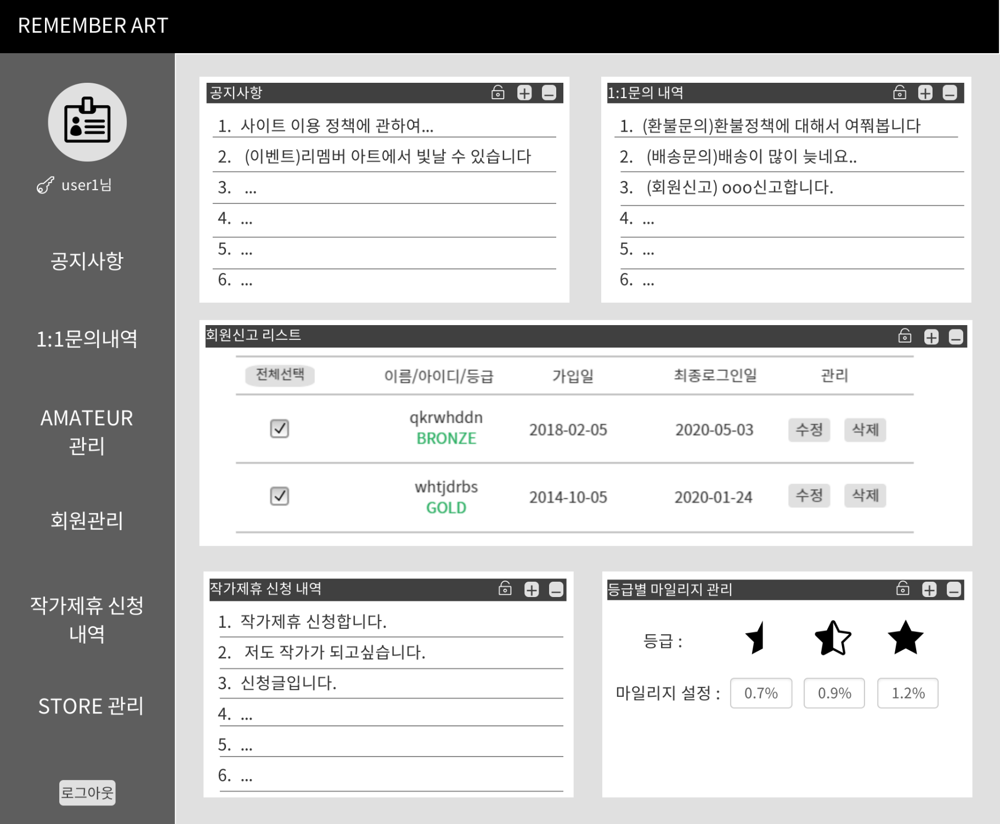 REMEMBER ART
user1님
공지사항
1:1문의내역
AMATEUR
관리
회원관리
작가제휴 신청
내역
STORE 관리
로그아웃
공지사항
1. 사이트 이용 정책에 관하여...
2. (이벤트)리멤버 아트에서 빛날 수 있습니다
3. ...
4. ...
5. ...
6. ...
1:1문의 내역
1. (환불문의)환불정책에 대해서 여쭤봅니다
2. (배송문의)배송이 많이 늦네요..
3. (회원신고) ooo신고합니다.
4. ...
5. ...
6. ...
회원신고 리스트
전체선택 이름/아이디/등급 가입일 최종로그인일 관리
qkrwhddn
BRONZE
2018-02-05 2020-05-03 수정 삭제
whtjdrbs
GOLD
2014-10-05 2020-01-24 수정 삭제
작가제휴 신청 내역
1. 작가제휴 신청합니다.
2. 저도 작가가 되고싶습니다.
3. 신청글입니다.
4. ...
5. ...
6. ...
등급별 마일리지 관리
등급 :
마일리지 설정 : 0.7% 0.9% 1.2%